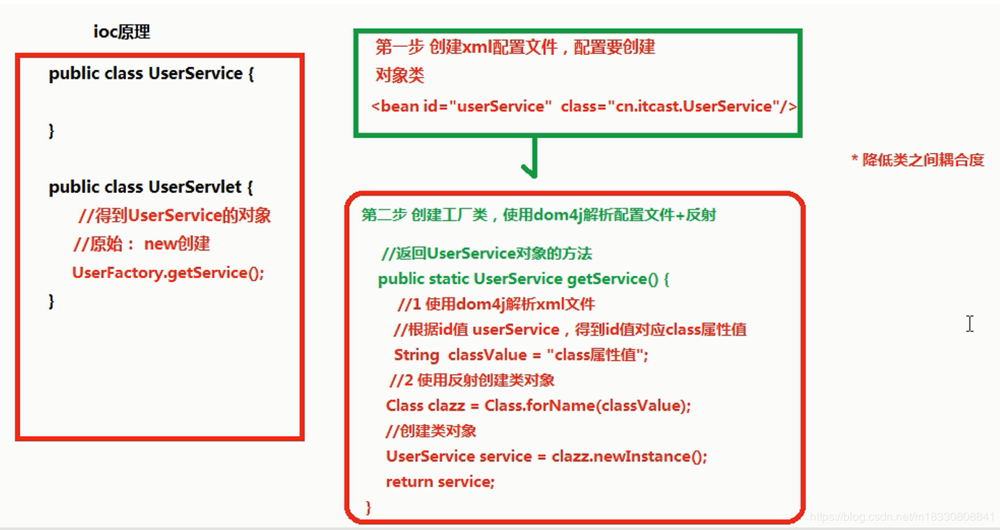 ioc原理
public class UserService {
}
public class UserServlet {
//得到UserService的对象
//原始： new创建
UserFactory.getService();
}
第一步 创建xml配置文件，配置要创建
对象类
<bean id="userService" class="cn.itcast.UserService"/>
* 降低类之间耦合度
第二步 创建工厂类，使用dom4j解析配置文件+反射
//返回UserService对象的方法
public static UserService getService() {
//1 使用dom4j解析xml文件
//根据id值 userService，得到id值对应class属性值
String classValue = "class属性值";
//2 使用反射创建类对象
Class clazz = Class.forName(classValue);
//创建类对象
UserService service = clazz.newInstance();
return service;
}
https://blog.csdn.net/m18330808841